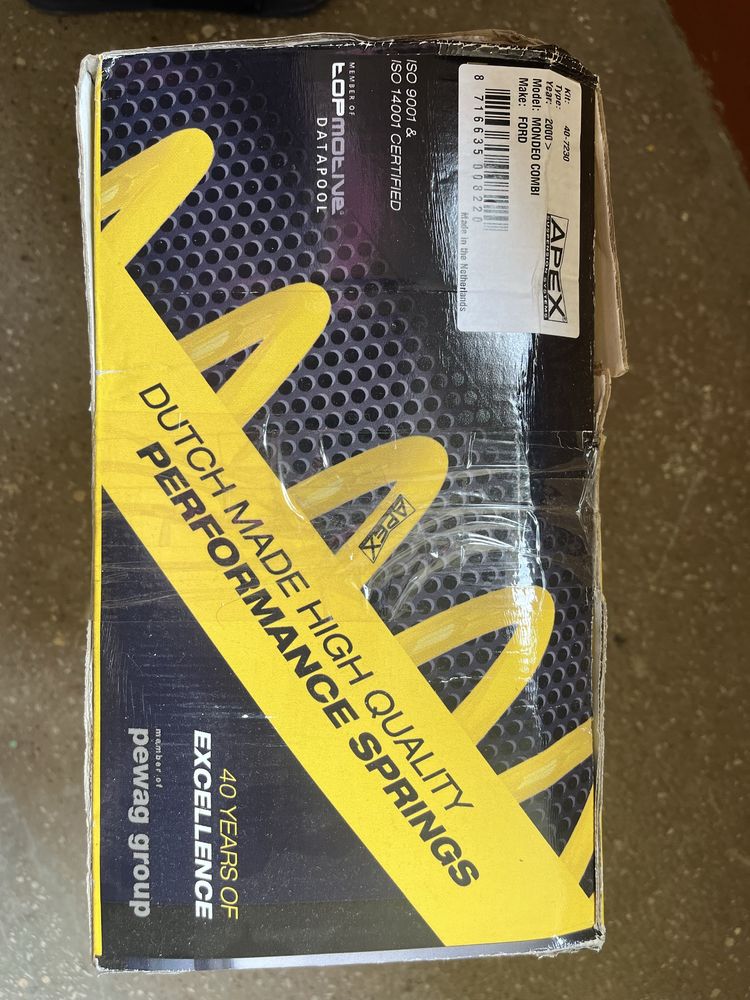 Kit: 40-7230
Type:
Year: 2000 >
Model: MONDEO COMBI
Make: FORD
8 716635 008220
Made in the Netherlands
APEX
ISO 9001 &
ISO 14001 CERTIFIED
MEMBER OF
topmotive
DATAPOOL
APEX
DUTCH MADE HIGH QUALITY
PERFORMANCE SPRINGS
40 YEARS OF
EXCELLENCE
member of
pewag group